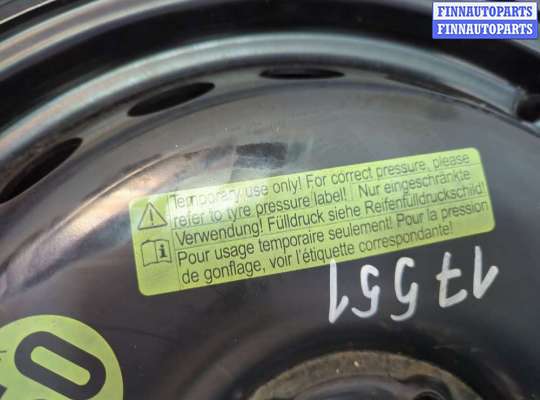 FINNAUTOPARTS
FINNAUTOPARTS
Temporary use only! For correct pressure, please
refer to tyre pressure label! Nur eingeschränkte
Verwendung! Fülldruck siehe Reifenfülldruckschild!
Pour usage temporaire seulement! Pour la pression
de gonflage, voir l'étiquette correspondante!
17551